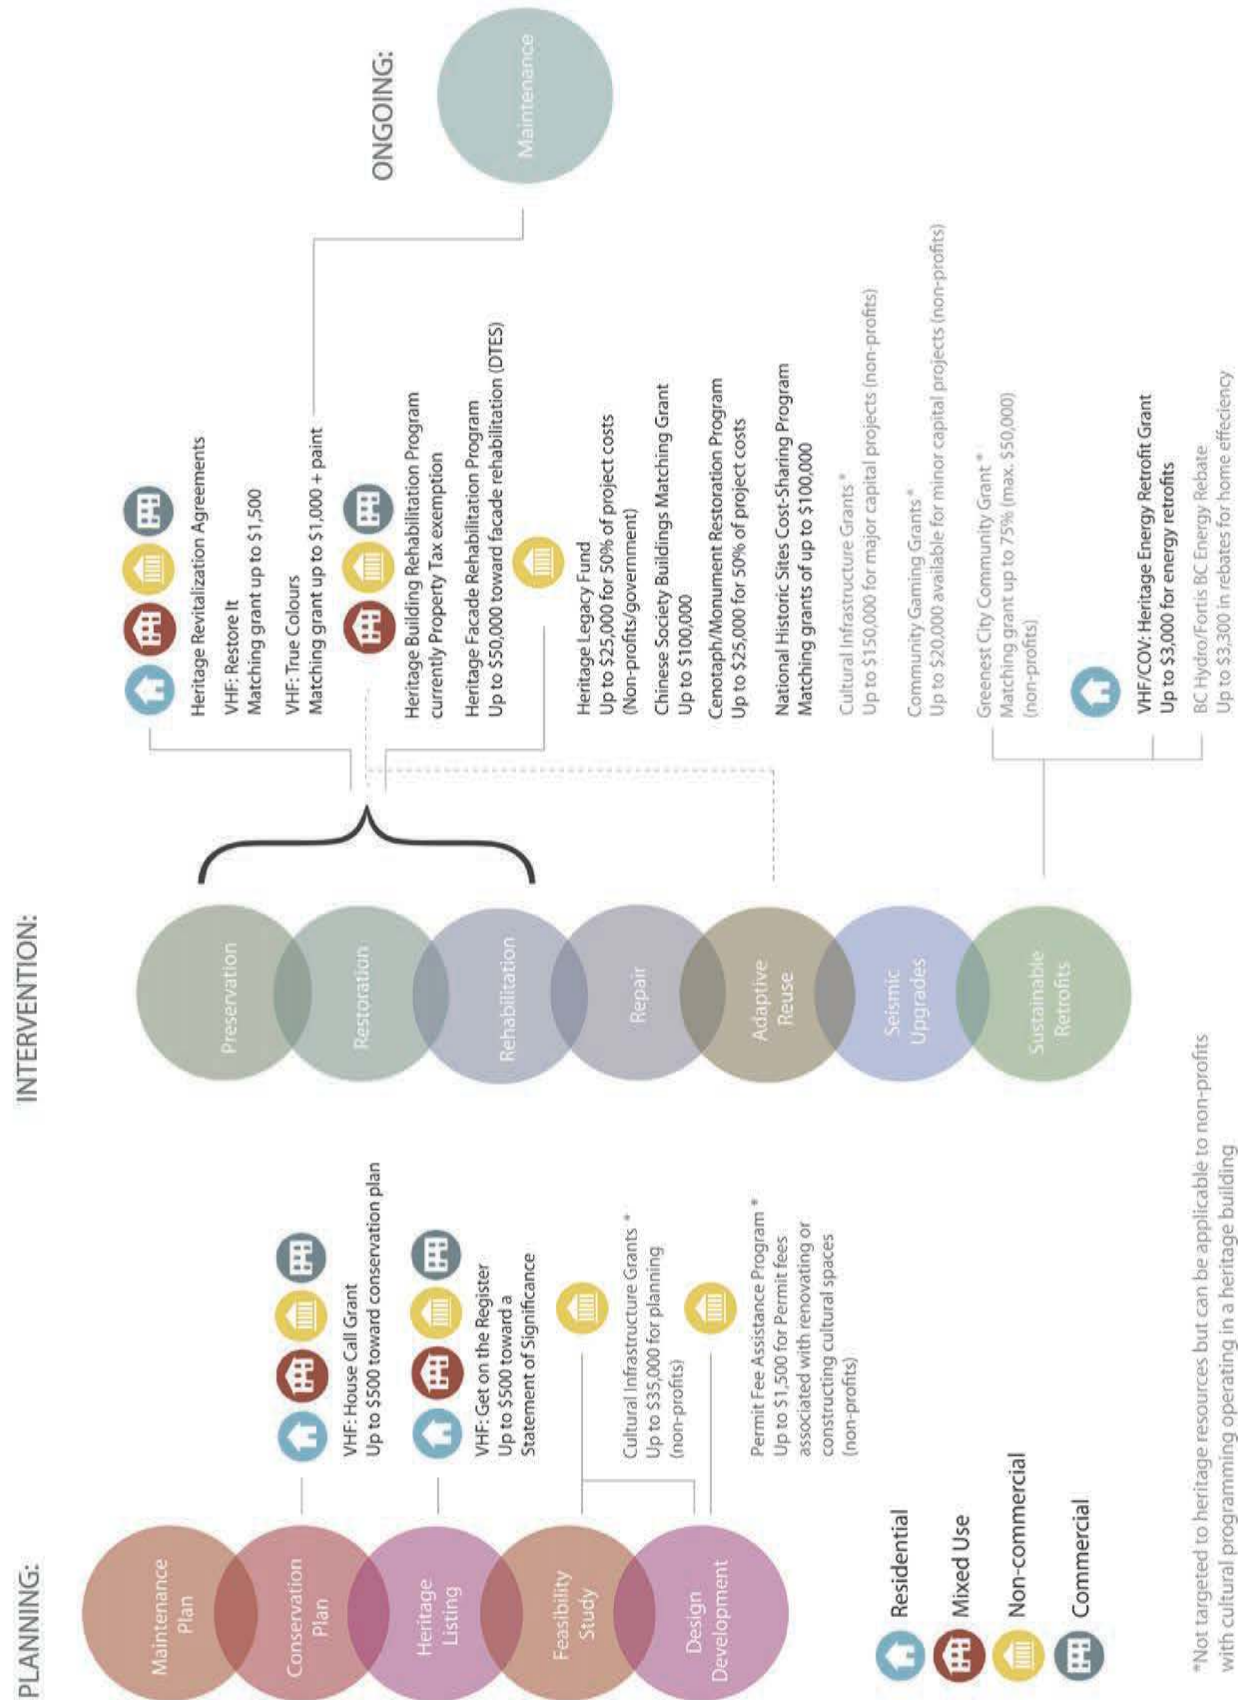 PLANNING:
Maintenance
Plan
Conservation
Plan
Heritage
Listing
Feasibility
Study
Design
Development
VHF: House Call Grant
Up to $500 toward conservation plan
VHF: Get on the Register
Up to $500 toward a
Statement of Significance
Cultural Infrastructure Grants *
Up to $35,000 for planning
(non-profits)
Permit Fee Assistance Program *
Up to $1,500 for Permit fees
associated with renovating or
constructing cultural spaces
(non-profits)
Residential
Mixed Use
Non-commercial
Commercial
INTERVENTION:
Preservation
Restoration
Rehabilitation
Repair
Adaptive
Reuse
Seismic
Upgrades
Sustainable
Retrofits
Heritage Revitalization Agreements
VHF: Restore It
Matching grant up to $1,500
VHF: True Colours
Matching grant up to $1,000 + paint
Heritage Building Rehabilitation Program
currently Property Tax exemption
Heritage Facade Rehabilitation Program
Up to $50,000 toward facade rehabilitation (DTES)
Heritage Legacy Fund
Up to $25,000 for 50% of project costs
(Non-profits/government)
Chinese Society Buildings Matching Grant
Up to $100,000
Cenotaph/Monument Restoration Program
Up to $25,000 for 50% of project costs
National Historic Sites Cost-Sharing Program
Matching grants of up to $100,000
Cultural Infrastructure Grants *
Up to $150,000 for major capital projects (non-profits)
Community Gaming Grants *
Up to $20,000 available for minor capital projects (non-profits)
Greenest City Community Grant *
Matching grant up to 75% (max. $50,000)
(non-profits)
VHF/COV: Heritage Energy Retrofit Grant
Up to $3,000 for energy retrofits
BC Hydro/Fortis BC Energy Rebate
Up to $3,300 in rebates for home effeciency
ONGOING:
Maintenance
*Not targeted to heritage resources but can be applicable to non-profits
with cultural programming operating in a heritage building